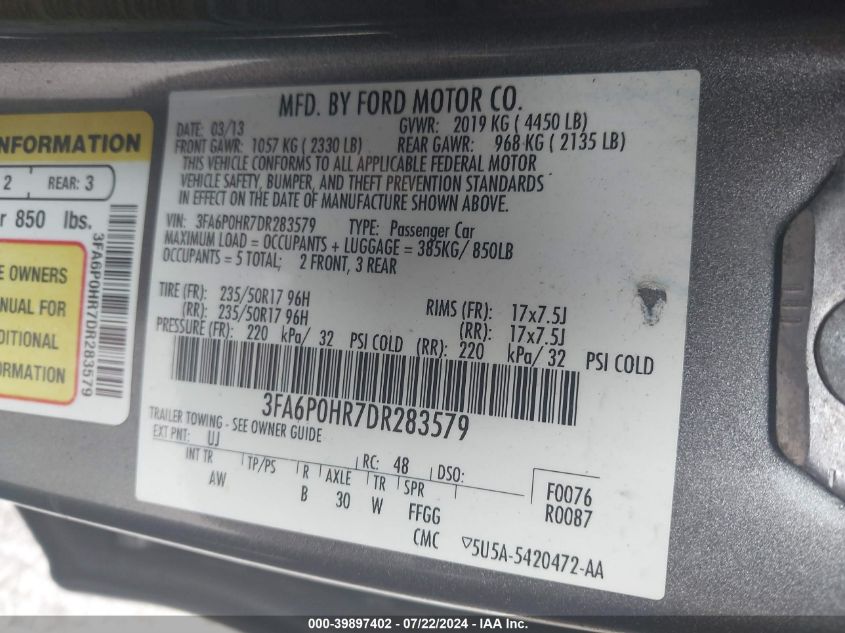 MFD. BY FORD MOTOR CO.
DATE: 03/13 GVWR: 2019 KG ( 4450 LB)
FRONT GAWR: 1057 KG ( 2330 LB) REAR GAWR: 968 KG ( 2135 LB)
THIS VEHICLE CONFORMS TO ALL APPLICABLE FEDERAL MOTOR
VEHICLE SAFETY, BUMPER, AND THEFT PREVENTION STANDARDS
IN EFFECT ON THE DATE OF MANUFACTURE SHOWN ABOVE.
VIN: 3FA6P0HR7DR283579 TYPE: Passenger Car
MAXIMUM LOAD = OCCUPANTS + LUGGAGE = 385KG/ 850LB
OCCUPANTS = 5 TOTAL; 2 FRONT, 3 REAR
TIRE (FR): 235/50R17 96H RIMS (FR): 17x7.5J
(RR): 235/50R17 96H (RR): 17x7.5J
PRESSURE (FR): 220 kPa/ 32 PSI COLD (RR): 220 kPa/ 32 PSI COLD
3FA6P0HR7DR283579
TRAILER TOWING - SEE OWNER GUIDE
EXT PNT: UJ RC: 48 DSO:
INT TR TP/PS R AXLE TR SPR F0076
AW B 30 W FFGG R0087
CMC 5U5A-5420472-AA
INFORMATION
2 REAR: 3
850 lbs.
OWNERS
FOR
3FA6P0HR7DR283579
000-39897402 - 07/22/2024 - IAA Inc.